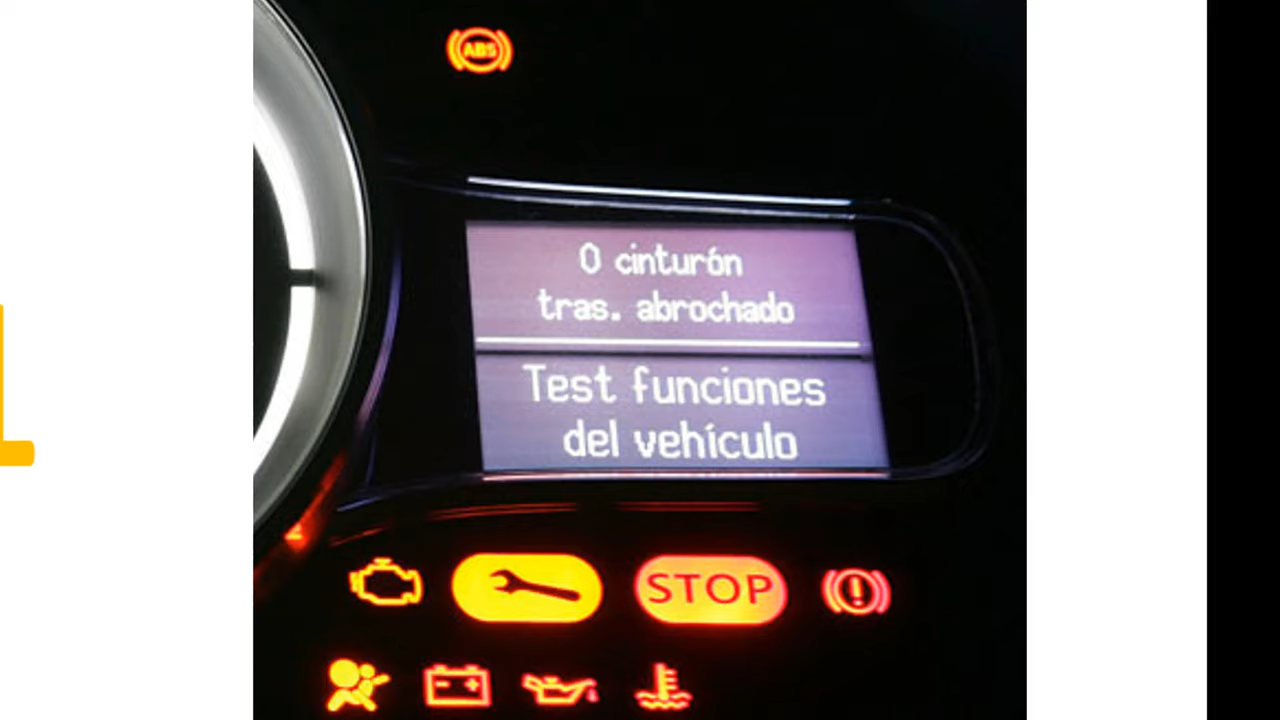 ABS
0 cinturón
tras. abrochado
Test funciones
del vehículo
STOP